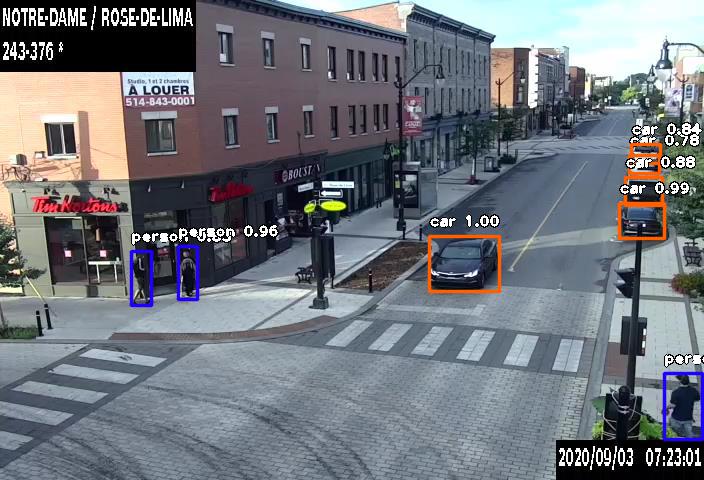 NOTRE-DAME / ROSE-DE-LIMA
243-376 *
Studio, 1 et 2 chambres
À LOUER
514-843-0001
car 0.84
0.78
car 0.88
car 0.99
BOUSTAN
Tim Hortons
Tim Hortons
car 1.00
person 0.96
perso
2020/09/03 07:23:01